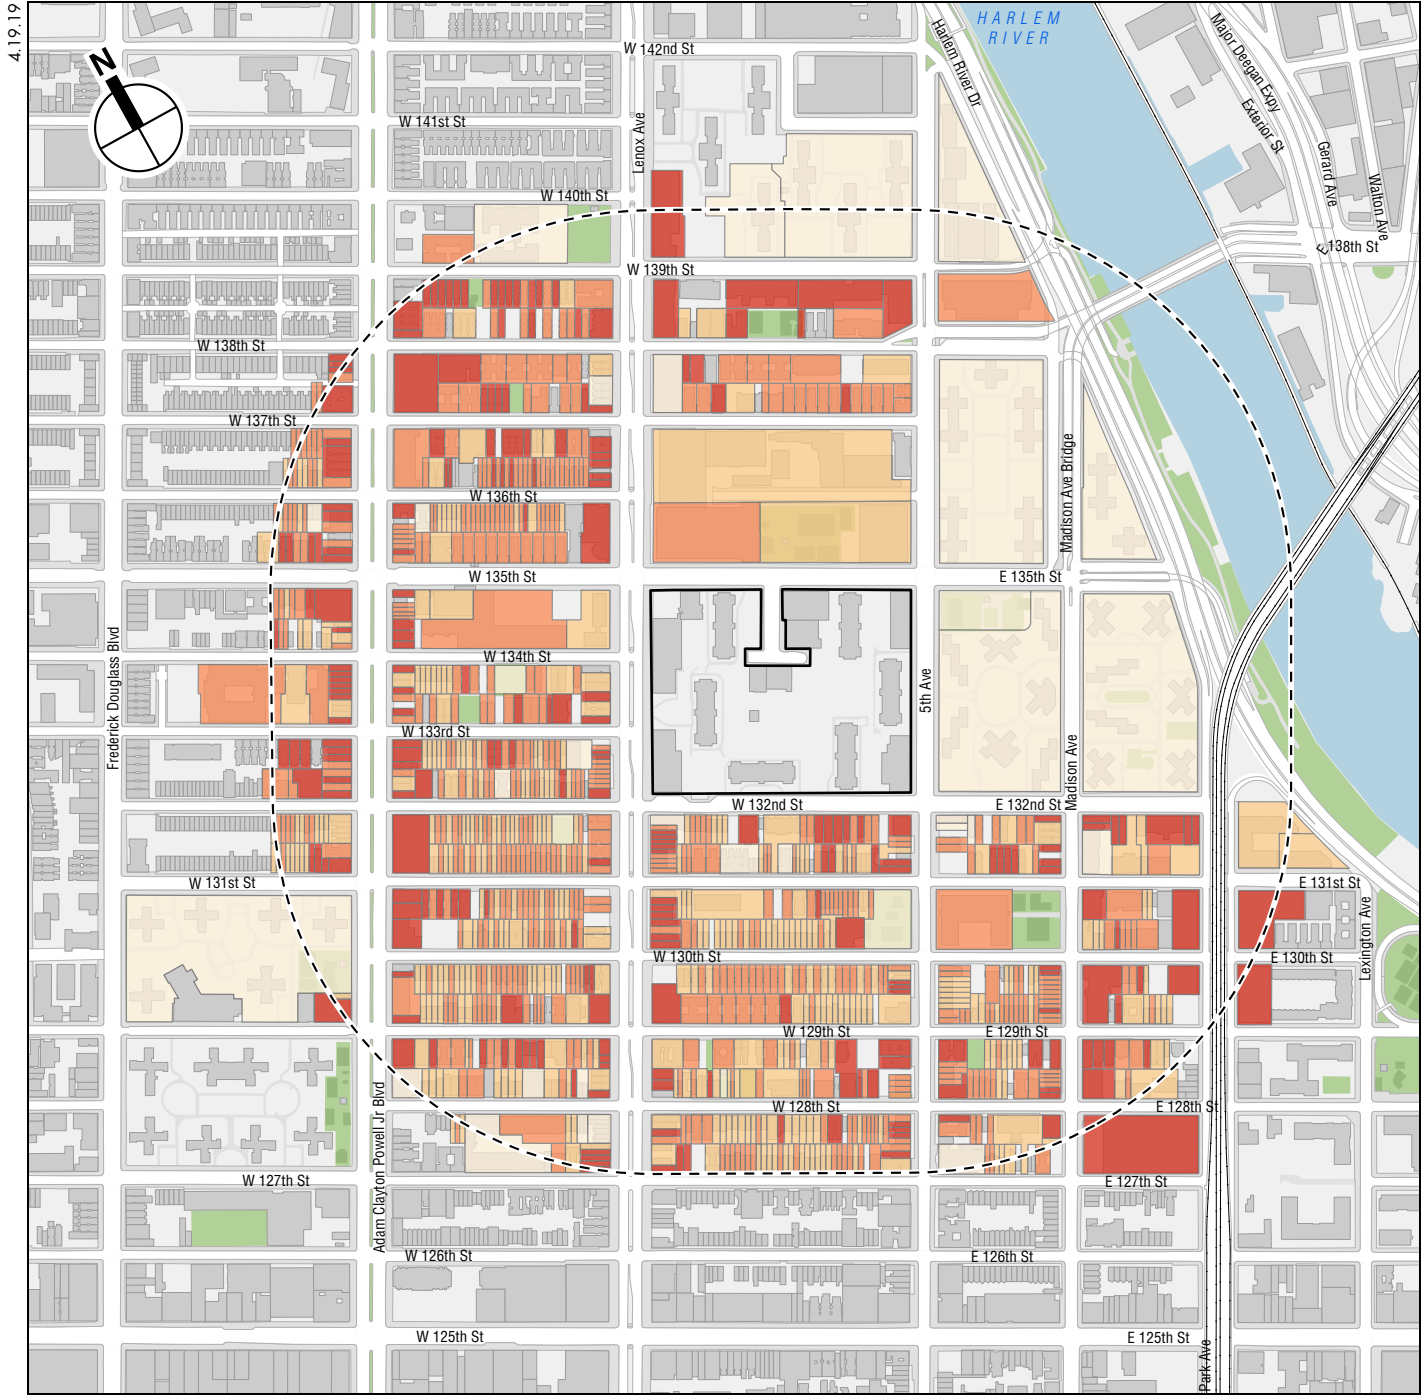 4.19.19
N
HARLEM
RIVER
Harlem River Dr
Major Deegan Expy
Exterior St
Gerard Ave
Walton Ave
W 142nd St
W 141st St
Lenox Ave
W 140th St
E 138th St
W 139th St
W 138th St
W 137th St
Madison Ave Bridge
W 136th St
W 135th St
E 135th St
Frederick Douglass Blvd
W 134th St
5th Ave
W 133rd St
Madison Ave
W 132nd St
E 132nd St
W 131st St
E 131st St
Lexington Ave
W 130th St
E 130th St
W 129th St
E 129th St
Adam Clayton Powell Jr Blvd
W 128th St
E 128th St
W 127th St
E 127th St
W 126th St
E 126th St
W 125th St
E 125th St
Park Ave